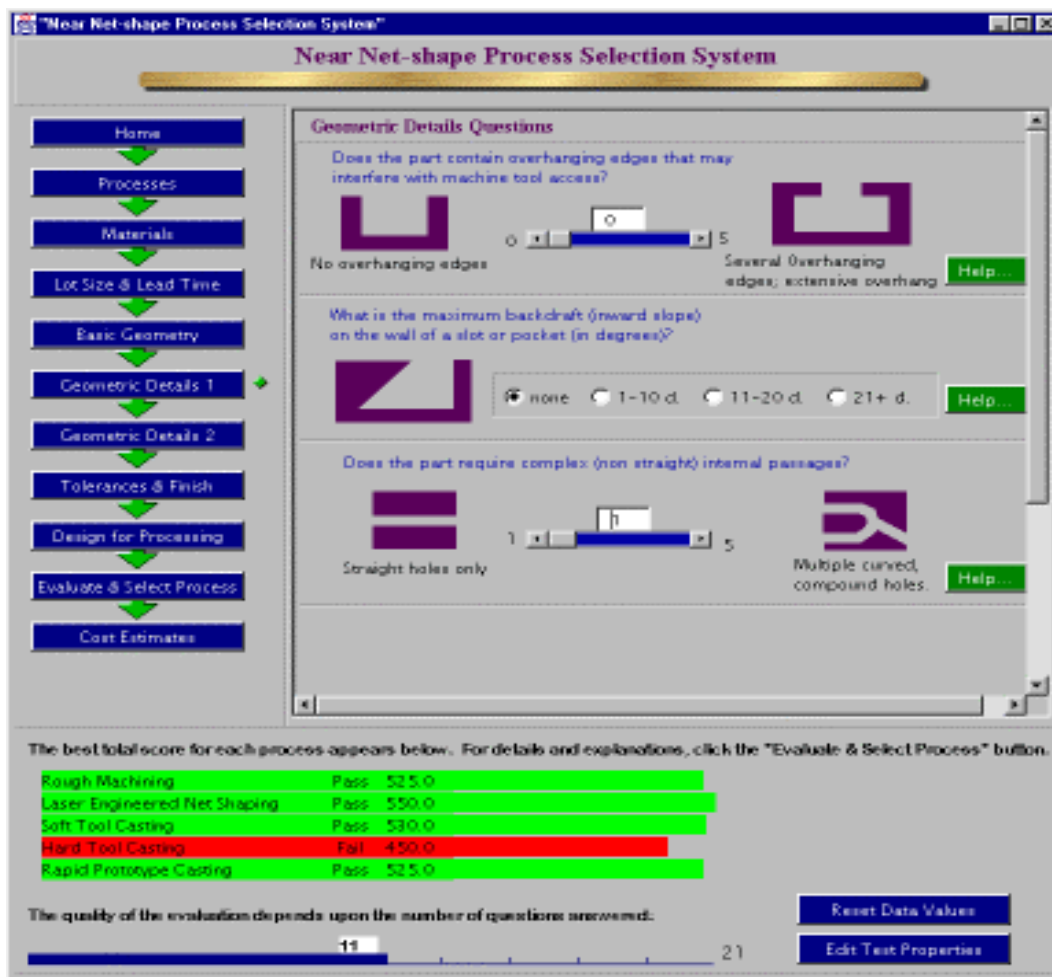 "Near Net-shape Process Selection System"
Near Net-shape Process Selection System
Home
Processes
Materials
Lot Size & Lead Time
Basic Geometry
Geometric Details 1
Geometric Details 2
Tolerances & Finish
Design for Processing
Evaluate & Select Process
Cost Estimates
Geometric Details Questions
Does the part contain overhanging edges that may
interfere with machine tool access?
0
0
5
No overhanging edges
Several Overhanging
edges; extensive overhang
Help...
What is the maximum backdraft (inward slope)
on the wall of a slot or pocket (in degrees)?
none 1-10 d. 11-20 d. 21+ d.
Help...
Does the part require complex (non straight) internal passages?
1
1
5
Straight holes only
Multiple curved,
compound holes.
Help...
The best total score for each process appears below. For details and explanations, click the "Evaluate & Select Process" button.
Rough Machining Pass 525.0
Laser Engineered Net Shaping Pass 550.0
Soft Tool Casting Pass 530.0
Hard Tool Casting Fail 450.0
Rapid Prototype Casting Pass 525.0
The quality of the evaluation depends upon the number of questions answered:
11
21
Reset Data Values
Edit Test Properties